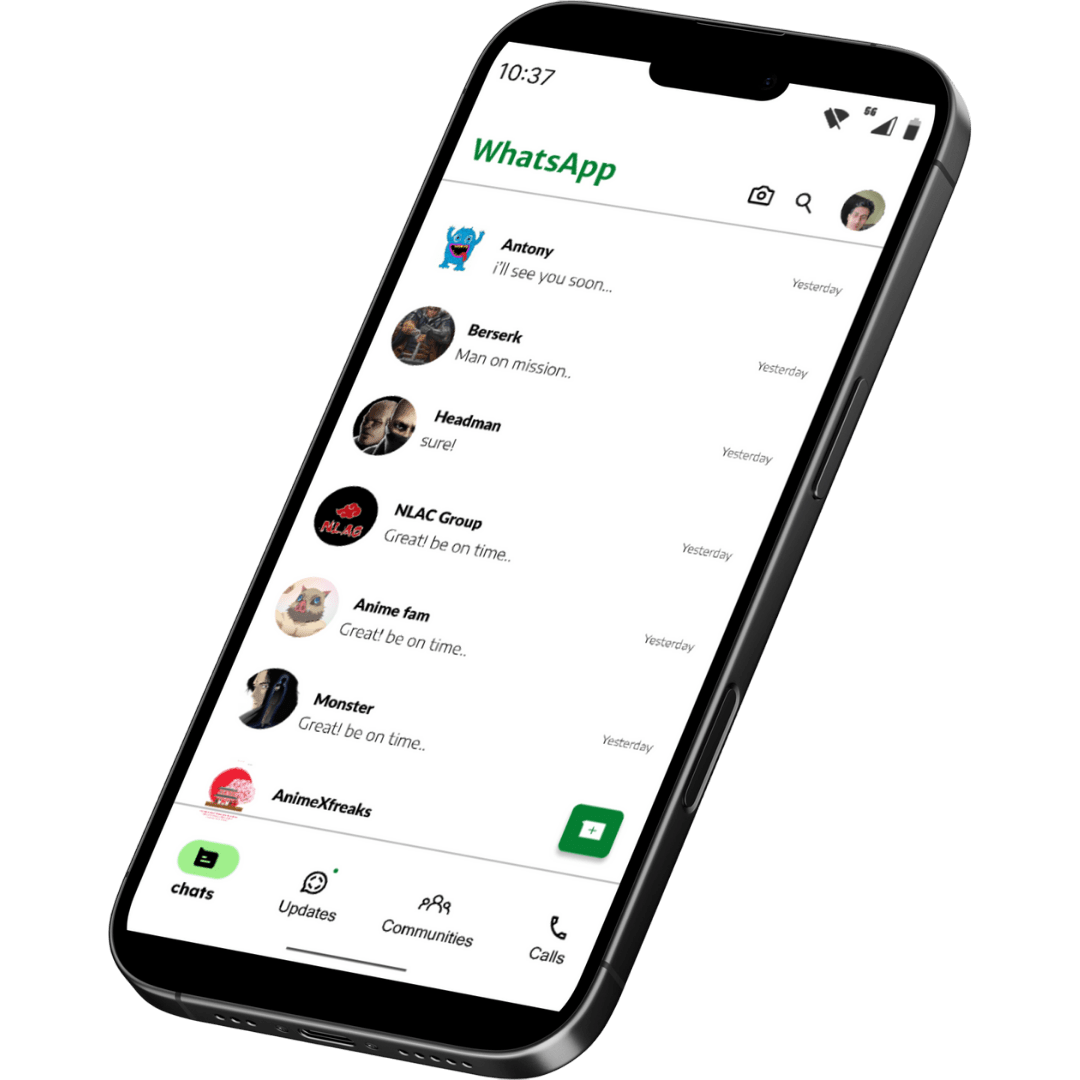 10:37
5G
WhatsApp
Antony
i'll see you soon...
Yesterday
Berserk
Man on mission..
Yesterday
Headman
sure!
Yesterday
NLAC Group
Great! be on time..
Yesterday
NLAC
Anime fam
Great! be on time..
Yesterday
Monster
Great! be on time..
Yesterday
AnimeXfreaks
chats
Updates
Communities
Calls